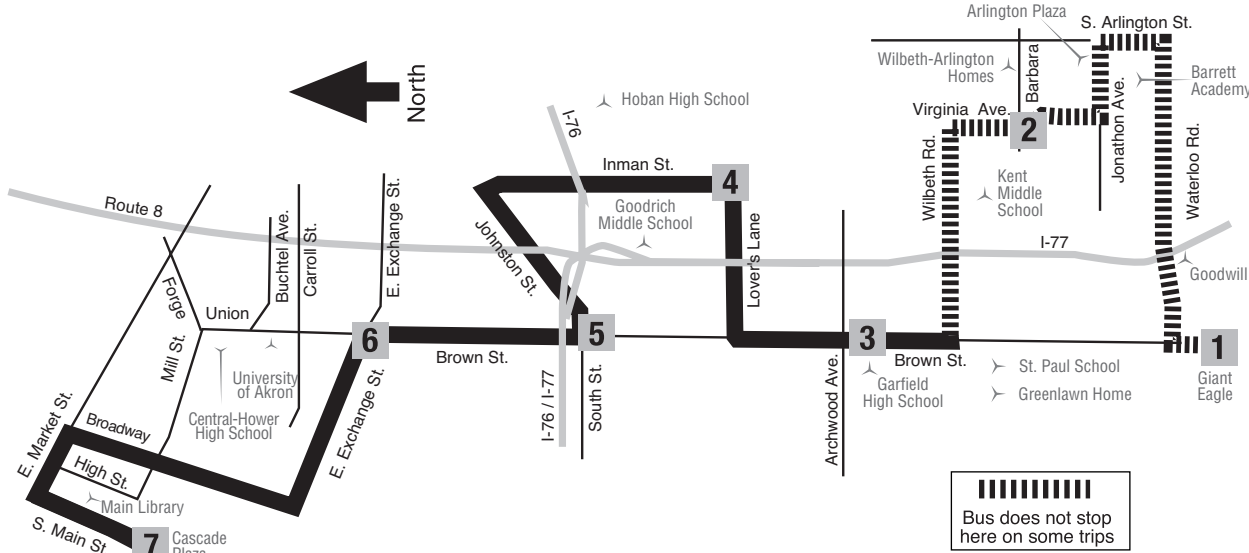 Arlington Plaza
S. Arlington St.
Wilbeth-Arlington
Homes
Barbara
Barrett
Academy
North
Hoban High School
I-76
Virginia Ave.
2
Jonathon Ave.
Waterloo Rd.
Wilbeth Rd.
Inman St.
4
Kent
Middle
School
Route 8
Goodrich
Middle School
Johnston St.
Lover's Lane
I-77
Goodwill
Buchtel Ave.
Carroll St.
E. Exchange St.
Forge
Union
Mill St.
6
5
3
1
Brown St.
Brown St.
University
of Akron
Central-Hower
High School
Garfield
High School
St. Paul School
Greenlawn Home
Giant
Eagle
E. Market St.
Broadway
E. Exchange St.
I-76 / I-77
South St.
Archwood Ave.
High St.
Main Library
S. Main St
7
Cascade
Plaza
Bus does not stop
here on some trips